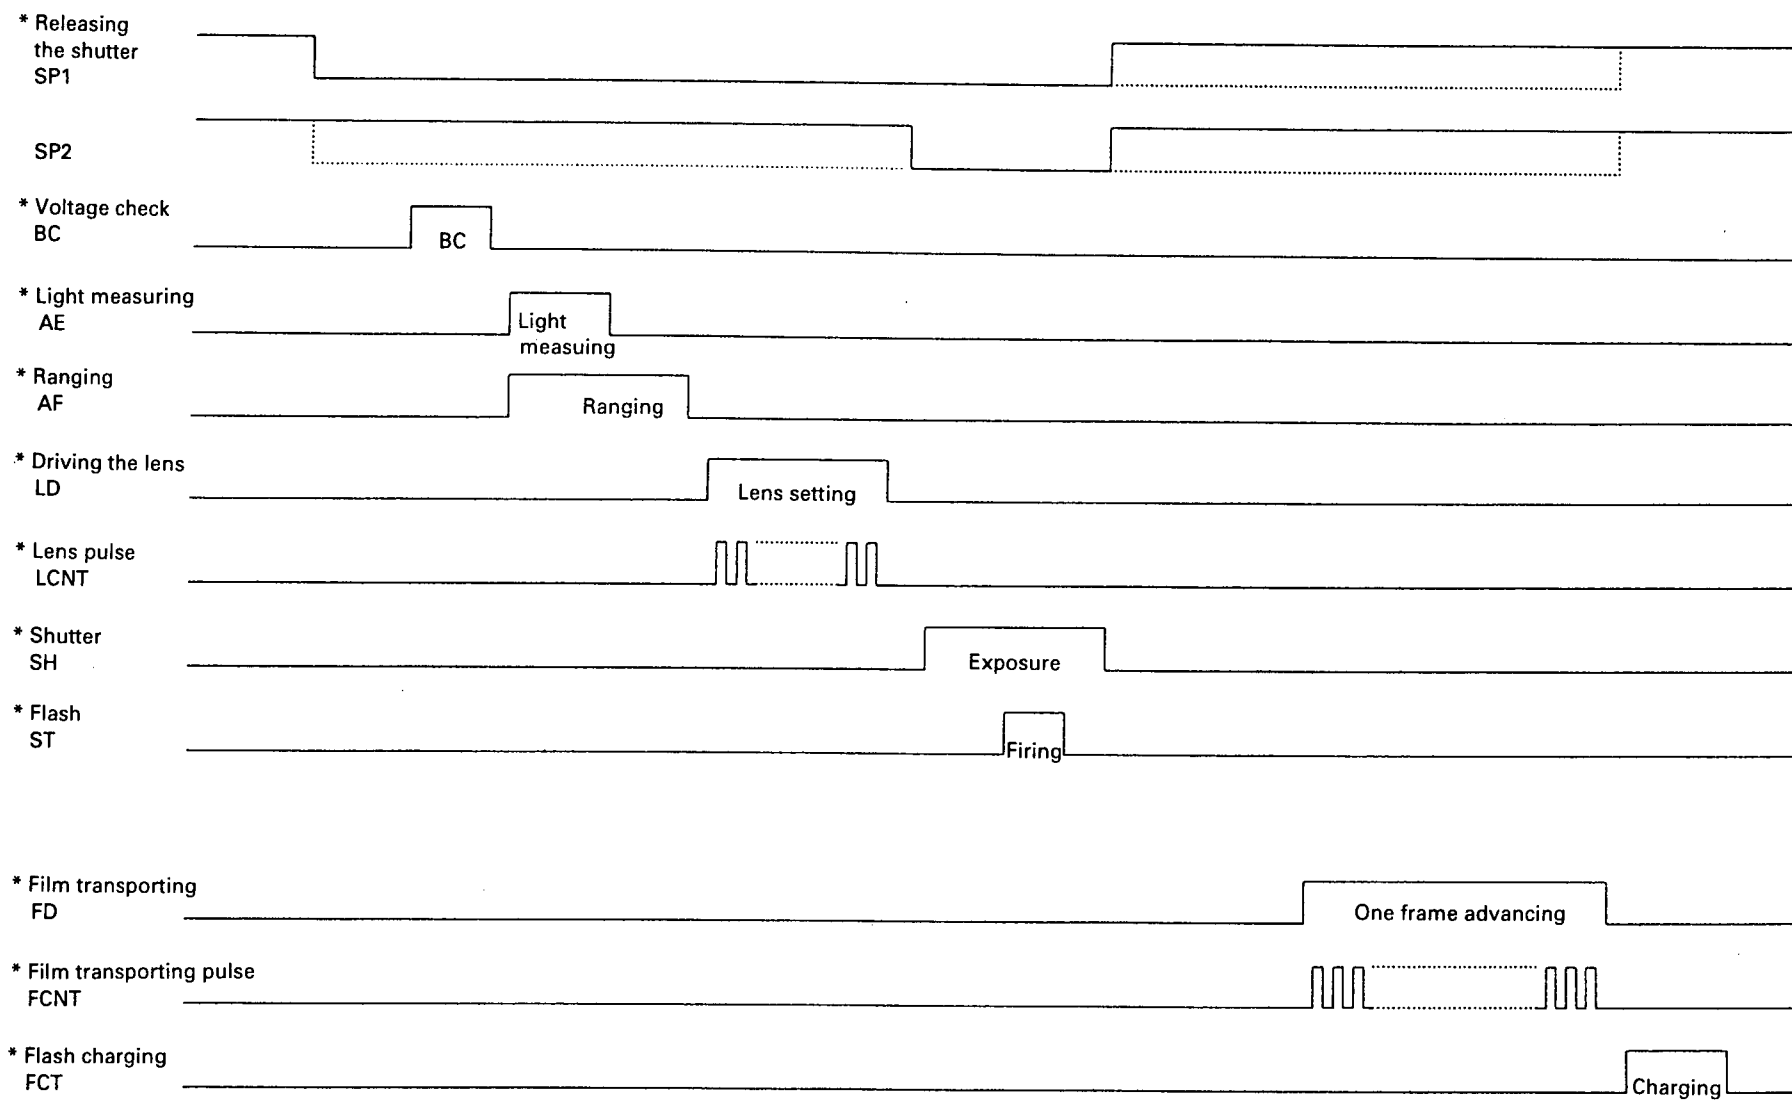 * Releasing
the shutter
SP1
SP2
* Voltage check
BC
BC
* Light measuring
AE
Light
measuing
* Ranging
AF
Ranging
* Driving the lens
LD
Lens setting
* Lens pulse
LCNT
* Shutter
SH
Exposure
* Flash
ST
Firing
* Film transporting
FD
One frame advancing
* Film transporting pulse
FCNT
* Flash charging
FCT
Charging